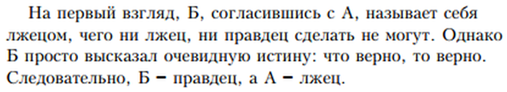 На первый взгляд, Б, согласившись с А, называет себя
лжецом, чего ни лжец, ни правдец сделать не могут. Однако
Б просто высказал очевидную истину: что верно, то верно.
Следовательно, Б – правдец, а А – лжец.